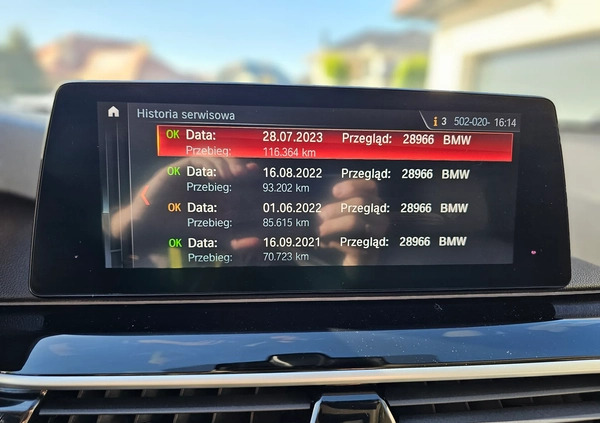 Historia serwisowa
i 3 502-020- 16:14
OK Data: 28.07.2023 Przegląd: 28966 BMW
Przebieg: 116.364 km
OK Data: 16.08.2022 Przegląd: 28966 BMW
Przebieg: 93.202 km
OK Data: 01.06.2022 Przegląd: 28966 BMW
Przebieg: 85.615 km
OK Data: 16.09.2021 Przegląd: 28966 BMW
Przebieg: 70.723 km